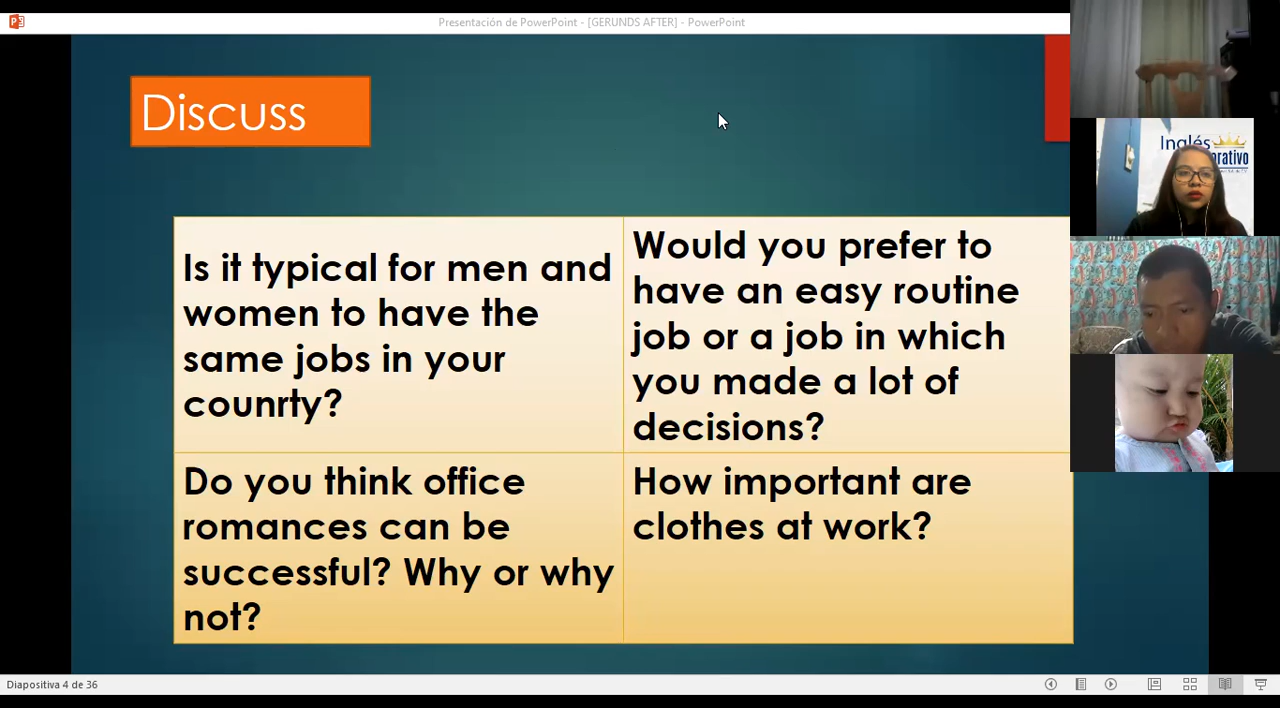 Presentación de PowerPoint - [GERUNDS AFTER] - PowerPoint
Discuss
Is it typical for men and
women to have the
same jobs in your
counrty?
Would you prefer to
have an easy routine
job or a job in which
you made a lot of
decisions?
Do you think office
romances can be
successful? Why or why
not?
How important are
clothes at work?
Inglés
Diapositiva 4 de 36